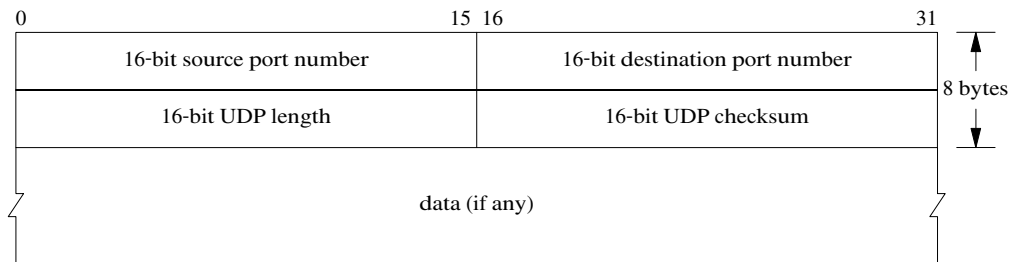 0 15 16 31
16-bit source port number 16-bit destination port number
8 bytes
16-bit UDP length 16-bit UDP checksum
data (if any)